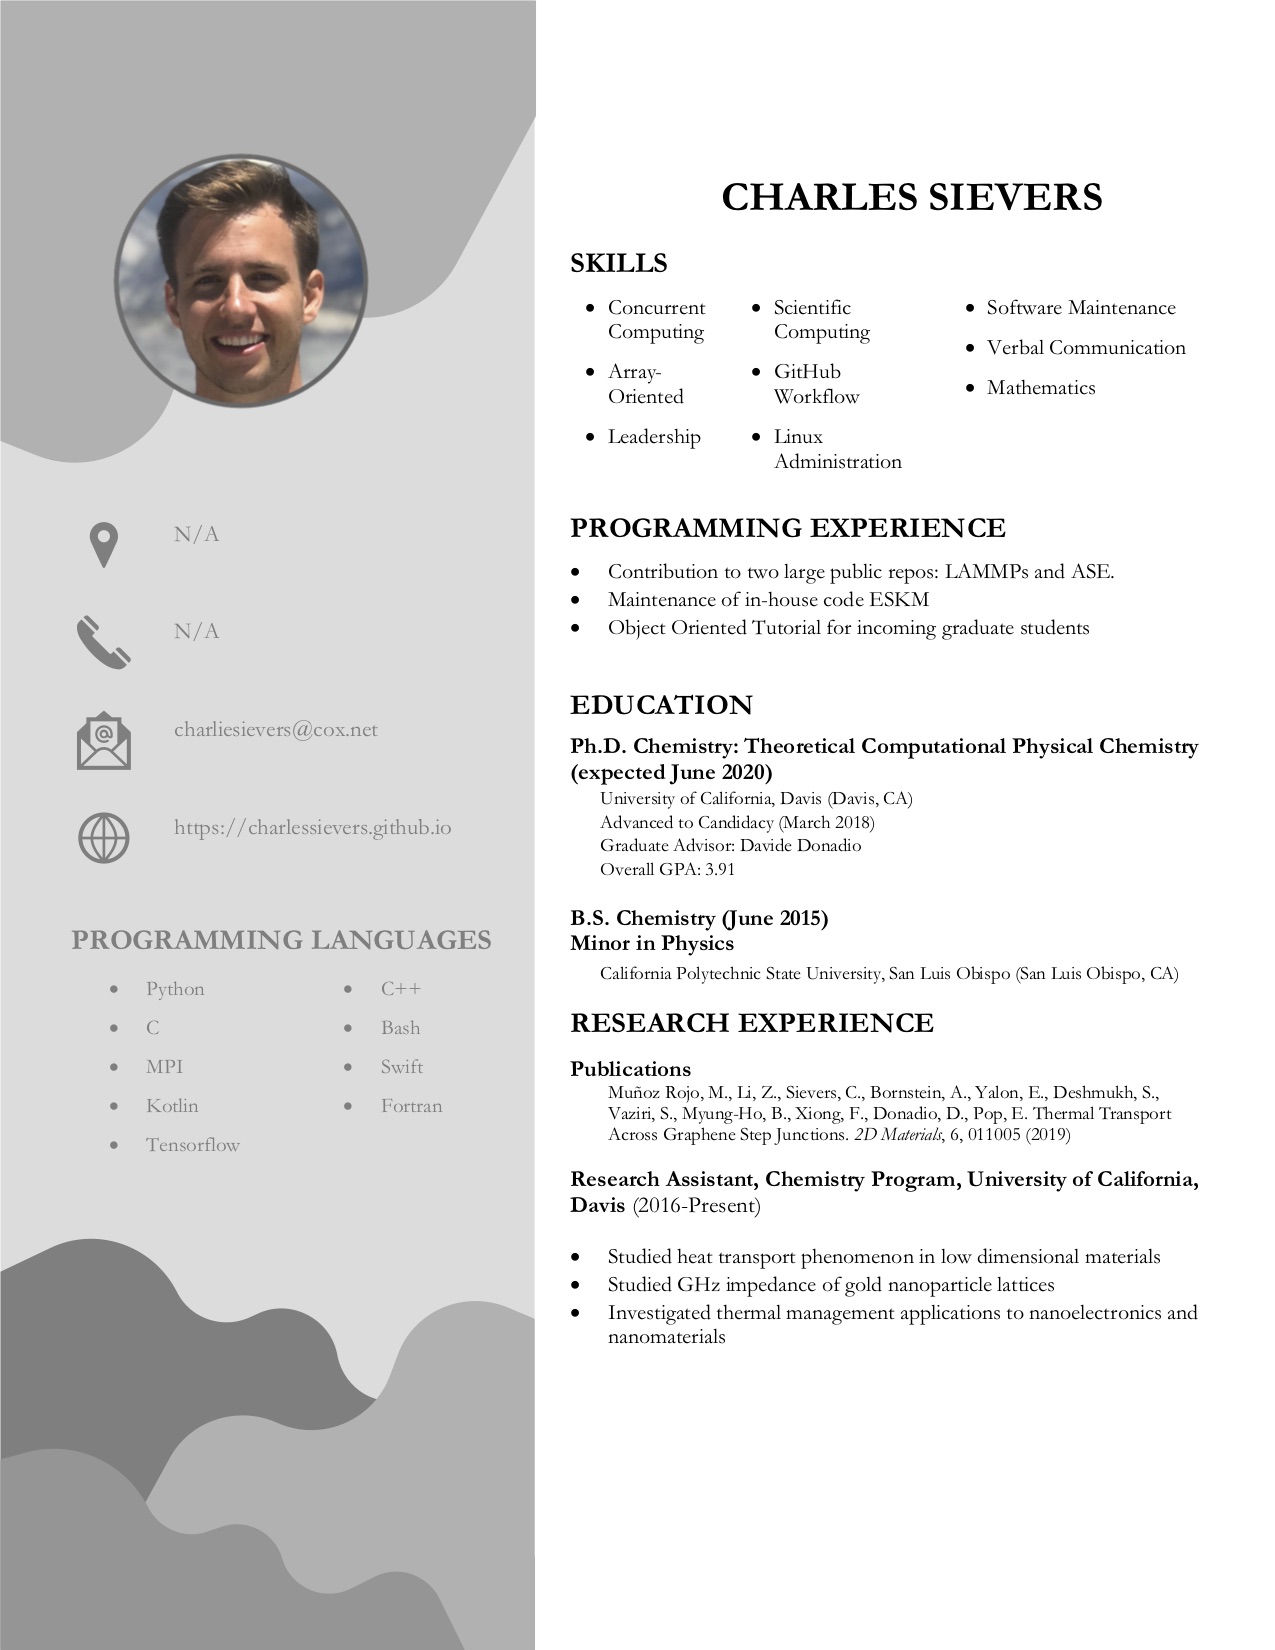 CHARLES SIEVERS
SKILLS
• Concurrent
Computing
• Array-
Oriented
• Leadership
• Scientific
Computing
• GitHub
Workflow
• Linux
Administration
• Software Maintenance
• Verbal Communication
• Mathematics
N/A
N/A
@
charliesievers@cox.net
https://charlessievers.github.io
PROGRAMMING LANGUAGES
• Python
• C
• MPI
• Kotlin
• Tensorflow
• C++
• Bash
• Swift
• Fortran
PROGRAMMING EXPERIENCE
• Contribution to two large public repos: LAMMPs and ASE.
• Maintenance of in-house code ESKM
• Object Oriented Tutorial for incoming graduate students
EDUCATION
Ph.D. Chemistry: Theoretical Computational Physical Chemistry
(expected June 2020)
University of California, Davis (Davis, CA)
Advanced to Candidacy (March 2018)
Graduate Advisor: Davide Donadio
Overall GPA: 3.91
B.S. Chemistry (June 2015)
Minor in Physics
California Polytechnic State University, San Luis Obispo (San Luis Obispo, CA)
RESEARCH EXPERIENCE
Publications
Muñoz Rojo, M., Li, Z., Sievers, C., Bornstein, A., Yalon, E., Deshmukh, S.,
Vaziri, S., Myung-Ho, B., Xiong, F., Donadio, D., Pop, E. Thermal Transport
Across Graphene Step Junctions. 2D Materials, 6, 011005 (2019)
Research Assistant, Chemistry Program, University of California,
Davis (2016-Present)
• Studied heat transport phenomenon in low dimensional materials
• Studied GHz impedance of gold nanoparticle lattices
• Investigated thermal management applications to nanoelectronics and
nanomaterials